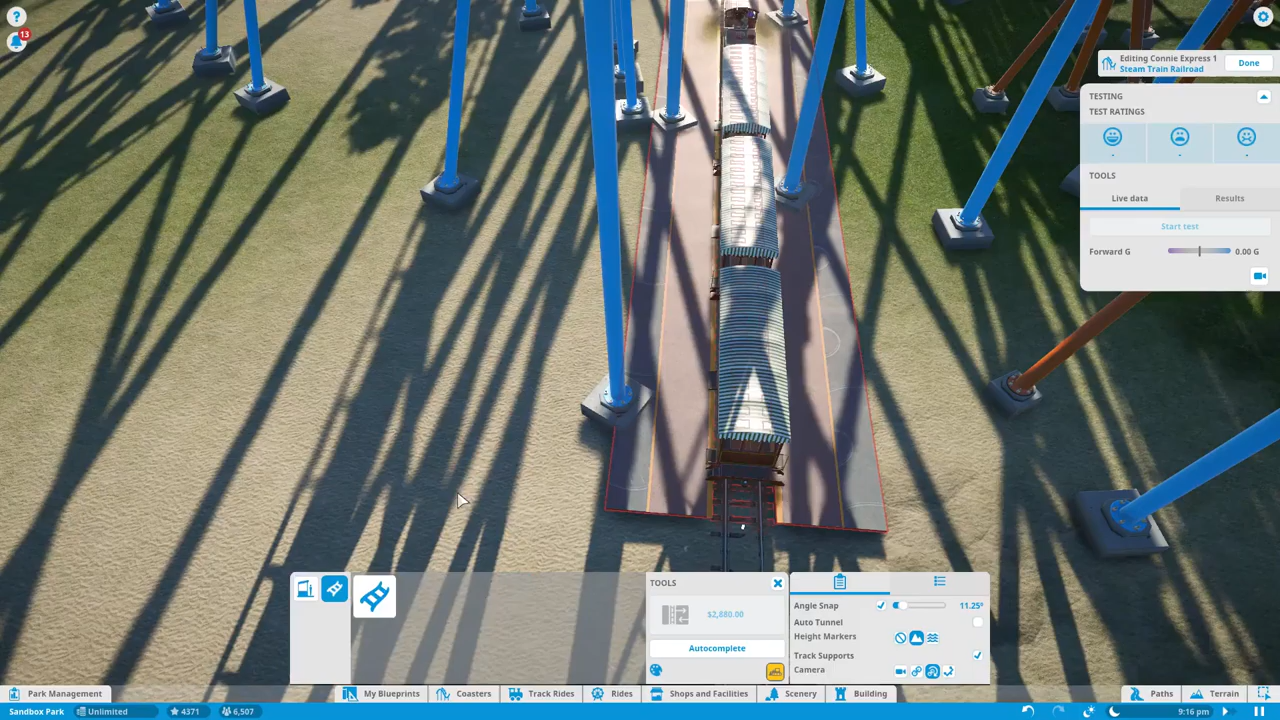 13
Editing Connie Express 1
Steam Train Railroad
Done
TESTING
TEST RATINGS
- - -
TOOLS
Live data
Results
Start test
Forward G
0.00 G
TOOLS
$2,880.00
Autocomplete
Angle Snap
11.25°
Auto Tunnel
Height Markers
Track Supports
Camera
Park Management
My Blueprints
Coasters
Track Rides
Rides
Shops and Facilities
Scenery
Building
Paths
Terrain
Sandbox Park
Unlimited
4371
6,507
9:16 pm